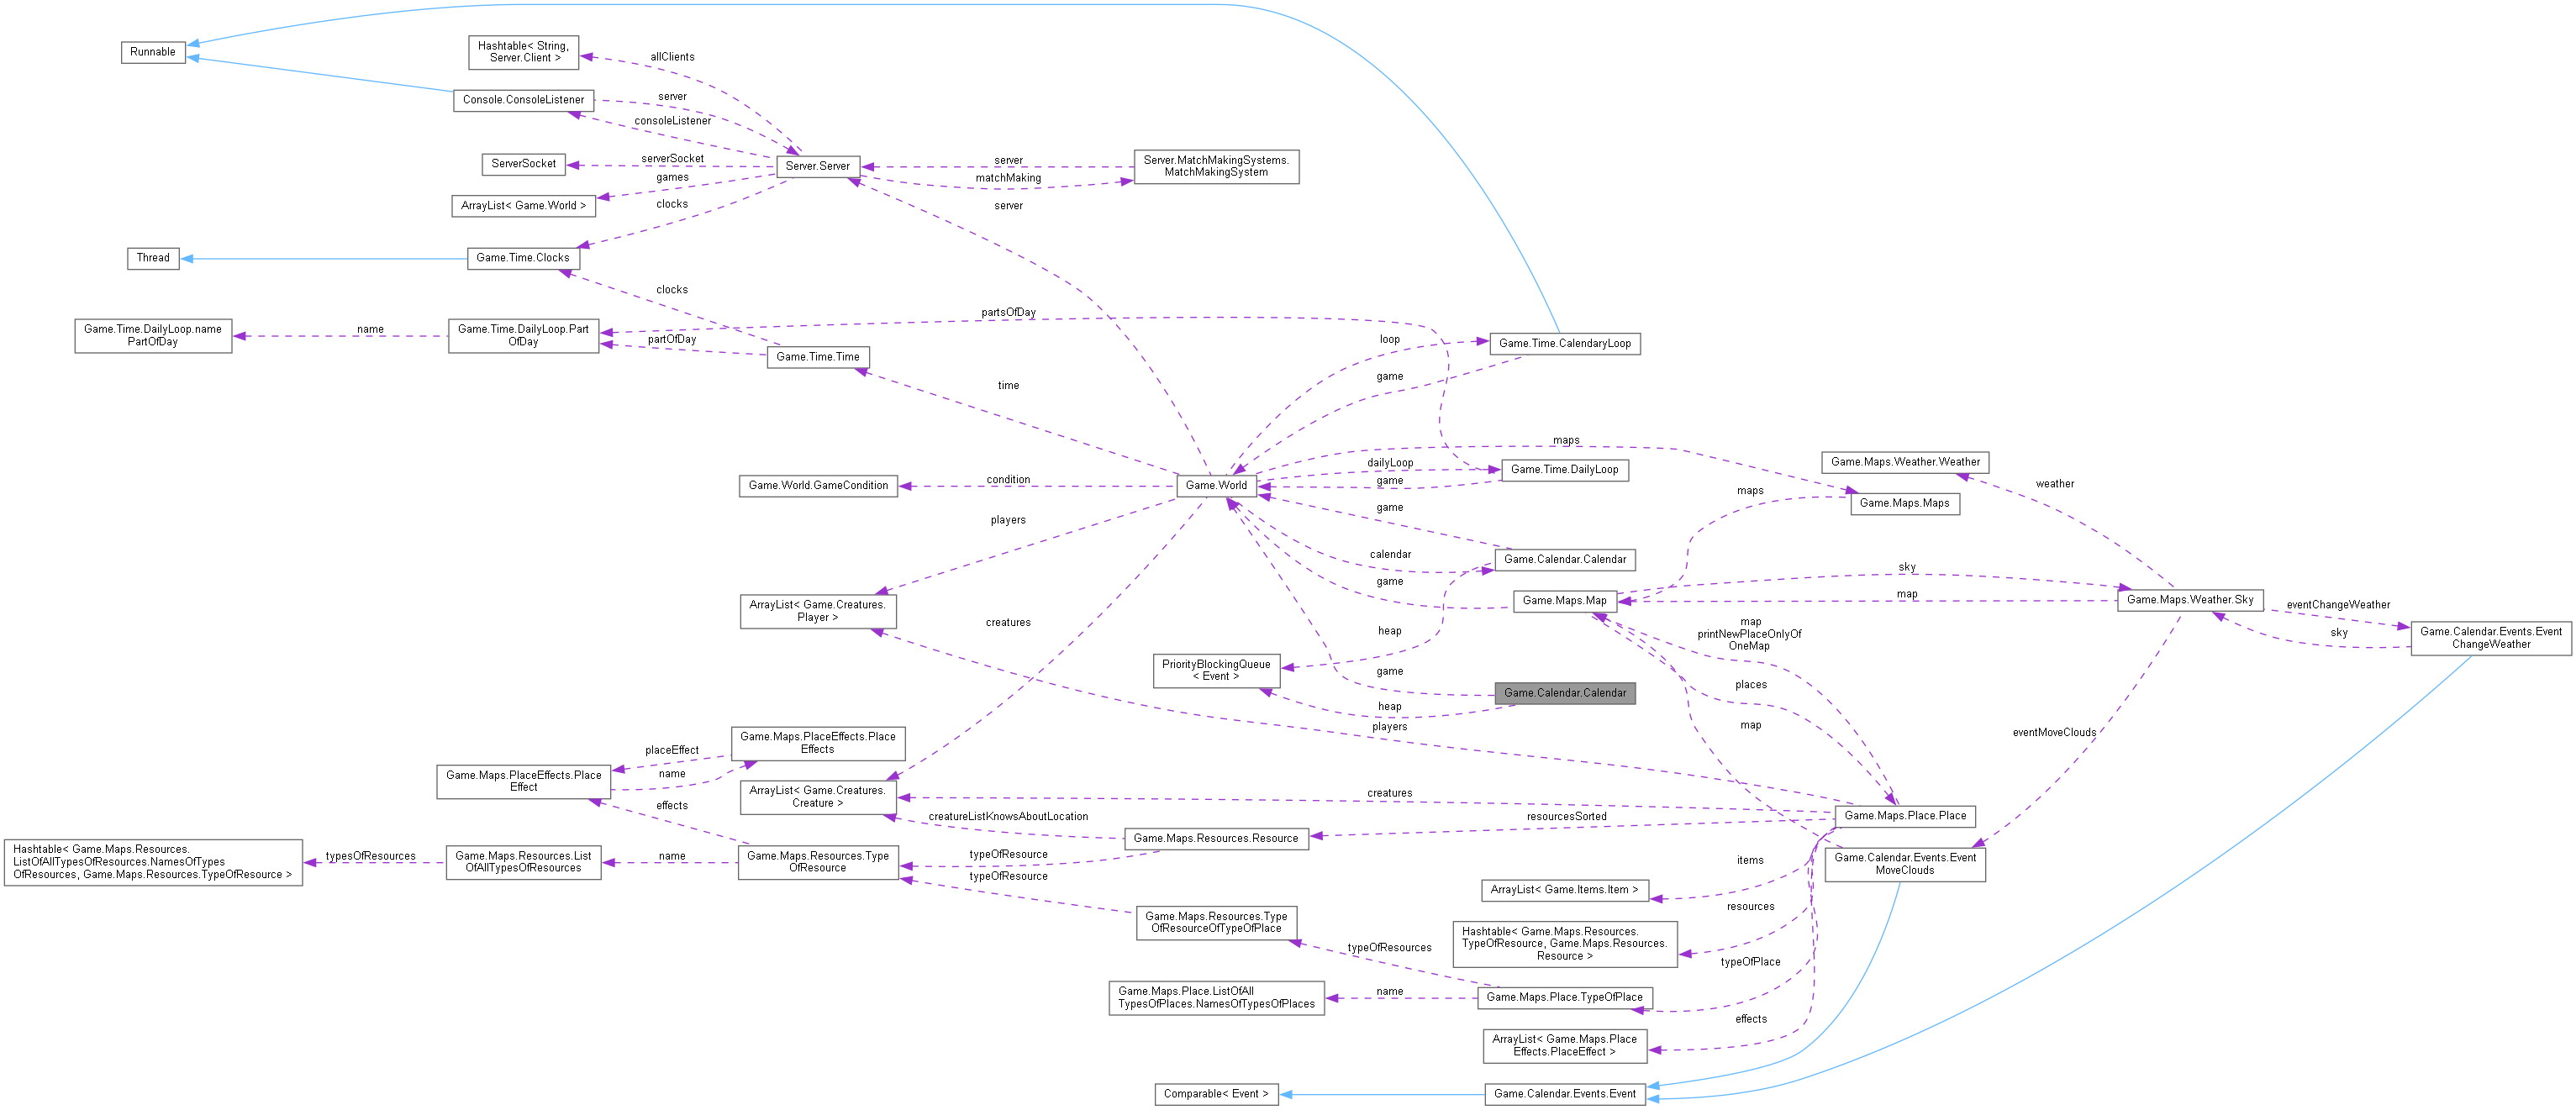 Runnable
Hashtable< String,
Server.Client >
allClients
Console.ConsoleListener
server
consoleListener
ServerSocket
serverSocket
Server.Server
server
matchMaking
Server.MatchMakingSystems.
MatchMakingSystem
games
ArrayList< Game.World >
clocks
server
Thread
Game.Time.Clocks
clocks
Game.Time.DailyLoop.name
PartOfDay
name
Game.Time.DailyLoop.Part
OfDay
partsOfDay
partOfDay
Game.Time.Time
loop
Game.Time.CalendaryLoop
game
time
maps
Game.World.GameCondition
condition
Game.World
dailyLoop
game
Game.Time.DailyLoop
Game.Maps.Weather.Weather
weather
maps
Game.Maps.Maps
players
game
calendar
Game.Calendar.Calendar
sky
ArrayList< Game.Creatures.
Player >
game
Game.Maps.Map
map
Game.Maps.Weather.Sky
eventChangeWeather
creatures
heap
map
printNewPlaceOnlyOf
OneMap
sky
Game.Calendar.Events.Event
ChangeWeather
PriorityBlockingQueue
< Event >
game
places
Game.Calendar.Calendar
heap
players
map
eventMoveClouds
Game.Maps.PlaceEffects.Place
Effects
placeEffect
name
Game.Maps.PlaceEffects.Place
Effect
ArrayList< Game.Creatures.
Creature >
creatures
effects
creatureListKnowsAboutLocation
resourcesSorted
Game.Maps.Place.Place
Game.Maps.Resources.Resource
Hashtable< Game.Maps.Resources.
ListOfAllTypesOfResources.NamesOfTypes
OfResources, Game.Maps.Resources.TypeOfResource >
typesOfResources
Game.Maps.Resources.List
OfAllTypesOfResources
name
Game.Maps.Resources.Type
OfResource
typeOfResource
typeOfResource
items
Game.Calendar.Events.Event
MoveClouds
ArrayList< Game.Items.Item >
resources
Game.Maps.Resources.Type
OfResourceOfTypeOfPlace
Hashtable< Game.Maps.Resources.
TypeOfResource, Game.Maps.Resources.
Resource >
typeOfResources
typeOfPlace
Game.Maps.Place.ListOfAll
TypesOfPlaces.NamesOfTypesOfPlaces
name
Game.Maps.Place.TypeOfPlace
effects
ArrayList< Game.Maps.Place
Effects.PlaceEffect >
Comparable< Event >
Game.Calendar.Events.Event